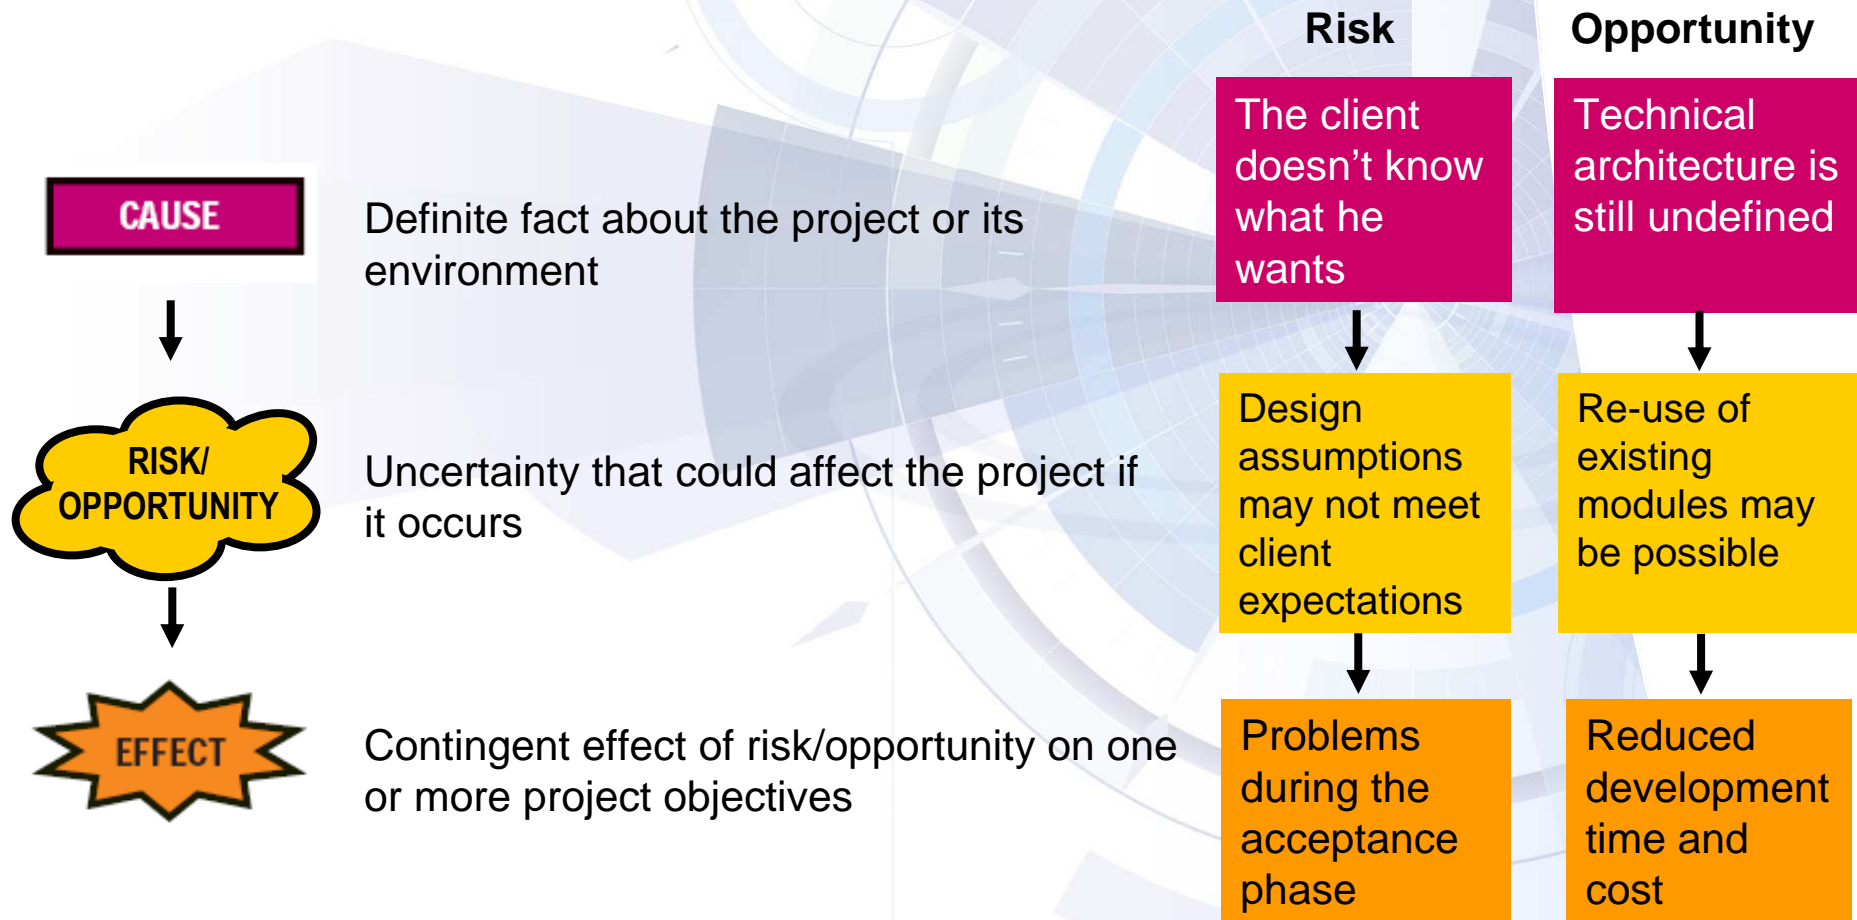 Risk
Opportunity
CAUSE
Definite fact about the project or its
environment
The client
doesn’t know
what he
wants
Technical
architecture is
still undefined
RISK/
OPPORTUNITY
Uncertainty that could affect the project if
it occurs
Design
assumptions
may not meet
client
expectations
Re-use of
existing
modules may
be possible
EFFECT
Contingent effect of risk/opportunity on one
or more project objectives
Problems
during the
acceptance
phase
Reduced
development
time and
cost